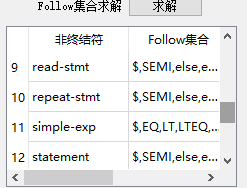 Follow集合求解 求解
非终结符 Follow集合
9 read-stmt $,SEMI,else,e...
10 repeat-stmt $,SEMI,else,e...
11 simple-exp $,EQ,LT,LTEQ,...
12 statement $,SEMI,else,e...